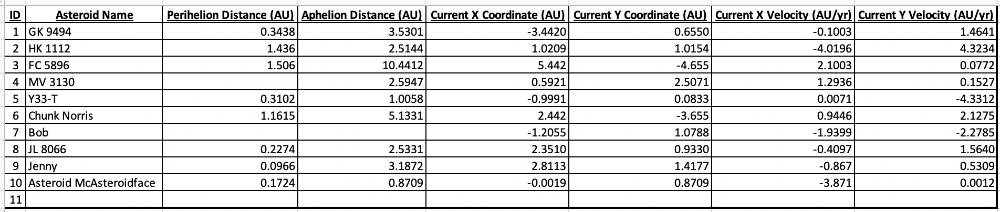 ID Asteroid Name Perihelion Distance (AU) Aphelion Distance (AU) Current X Coordinate (AU) Current Y Coordinate (AU) Current X Velocity (AU/yr) Current Y Velocity (AU/yr)
1 GK 9494 0.3438 3.5301 -3.4420 0.6550 -0.1003 1.4641
2 HK 1112 1.436 2.5144 1.0209 1.0154 -4.0196 4.3234
3 FC 5896 1.506 10.4412 5.442 -4.655 2.1003 0.0772
4 MV 3130 2.5947 0.5921 2.5071 1.2936 0.1527
5 Y33-T 0.3102 1.0058 -0.9991 0.0833 0.0071 -4.3312
6 Chunk Norris 1.1615 5.1331 2.442 -3.655 0.9446 2.1275
7 Bob -1.2055 1.0788 -1.9399 -2.2785
8 JL 8066 0.2274 2.5331 2.3510 0.9330 -0.4097 1.5640
9 Jenny 0.0966 3.1872 2.8113 1.4177 -0.867 0.5309
10 Asteroid McAsteroidface 0.1724 0.8709 -0.0019 0.8709 -3.871 0.0012
11